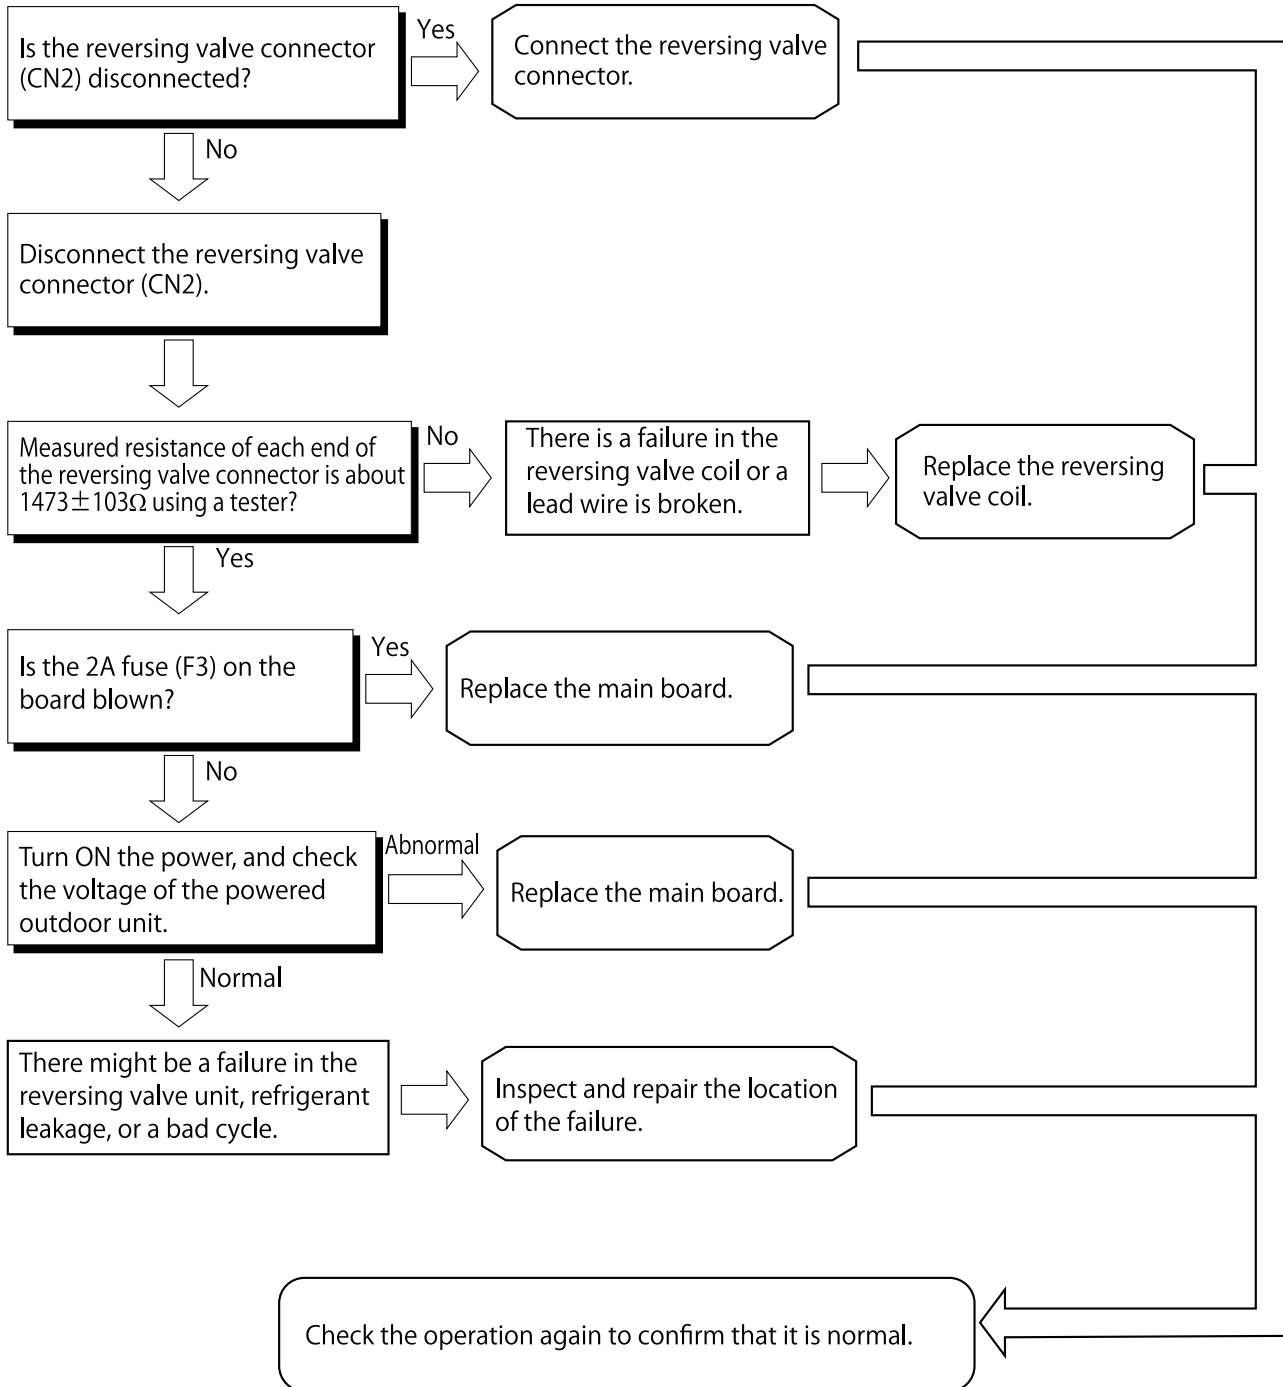 Is the reversing valve connector
(CN2) disconnected?
Yes
Connect the reversing valve
connector.
No
Disconnect the reversing valve
connector (CN2).
Measured resistance of each end of
the reversing valve connector is about
1473±103Ω using a tester?
No
There is a failure in the
reversing valve coil or a
lead wire is broken.
Replace the reversing
valve coil.
Yes
Is the 2A fuse (F3) on the
board blown?
Yes
Replace the main board.
No
Turn ON the power, and check
the voltage of the powered
outdoor unit.
Abnormal
Replace the main board.
Normal
There might be a failure in the
reversing valve unit, refrigerant
leakage, or a bad cycle.
Inspect and repair the location
of the failure.
Check the operation again to confirm that it is normal.